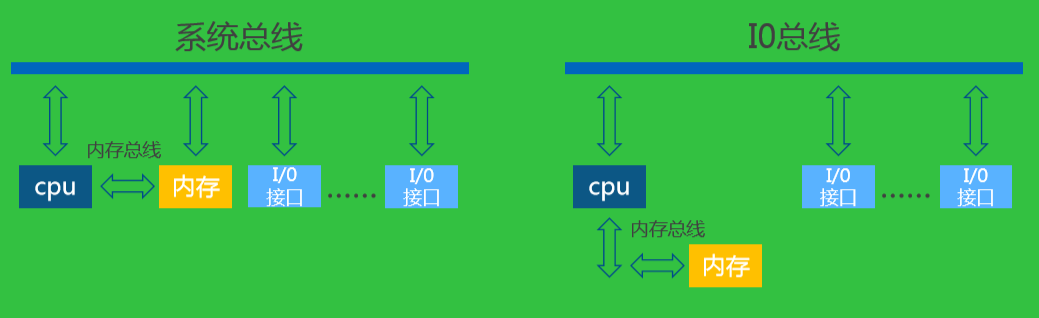 系统总线
I0总线
内存总线
cpu
内存
I/0
接口
......
I/0
接口
cpu
I/0
接口
......
I/0
接口
内存总线
内存